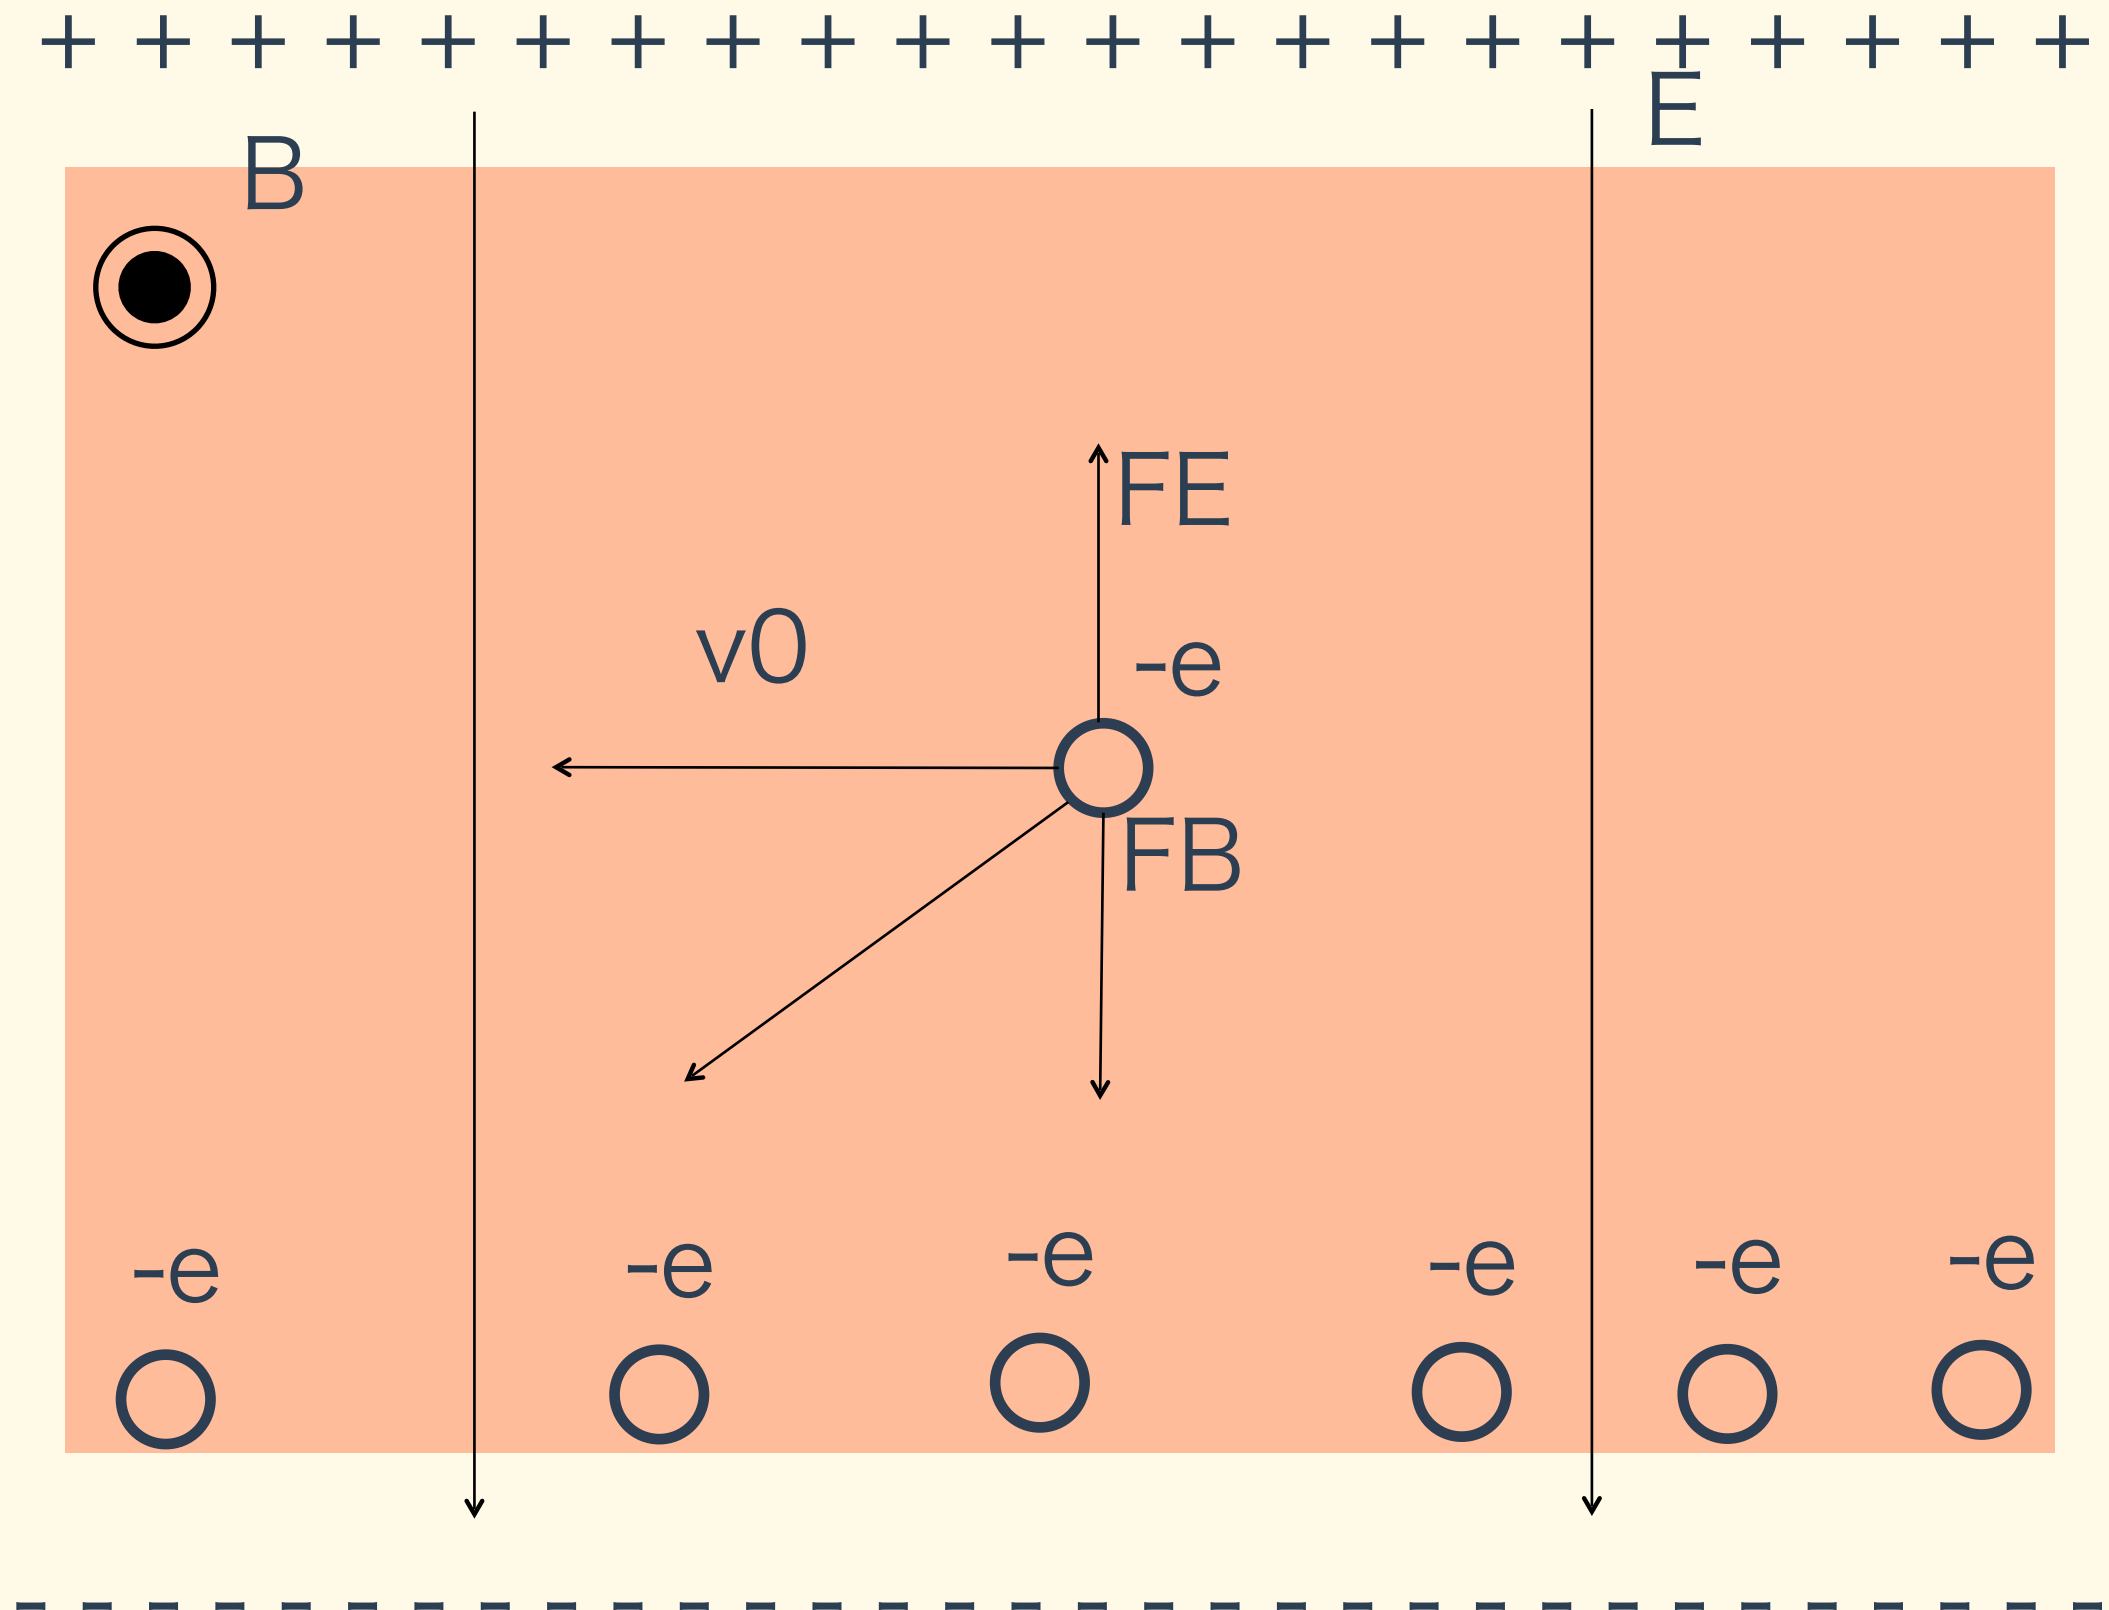 + + + + + + + + + + + + + + + + + + + + + +
E
B
FE
v0
-e
FB
-e -e -e -e -e -e
- - - - - - - - - - - - - - - - - - - - - - - - - - - - - - - -